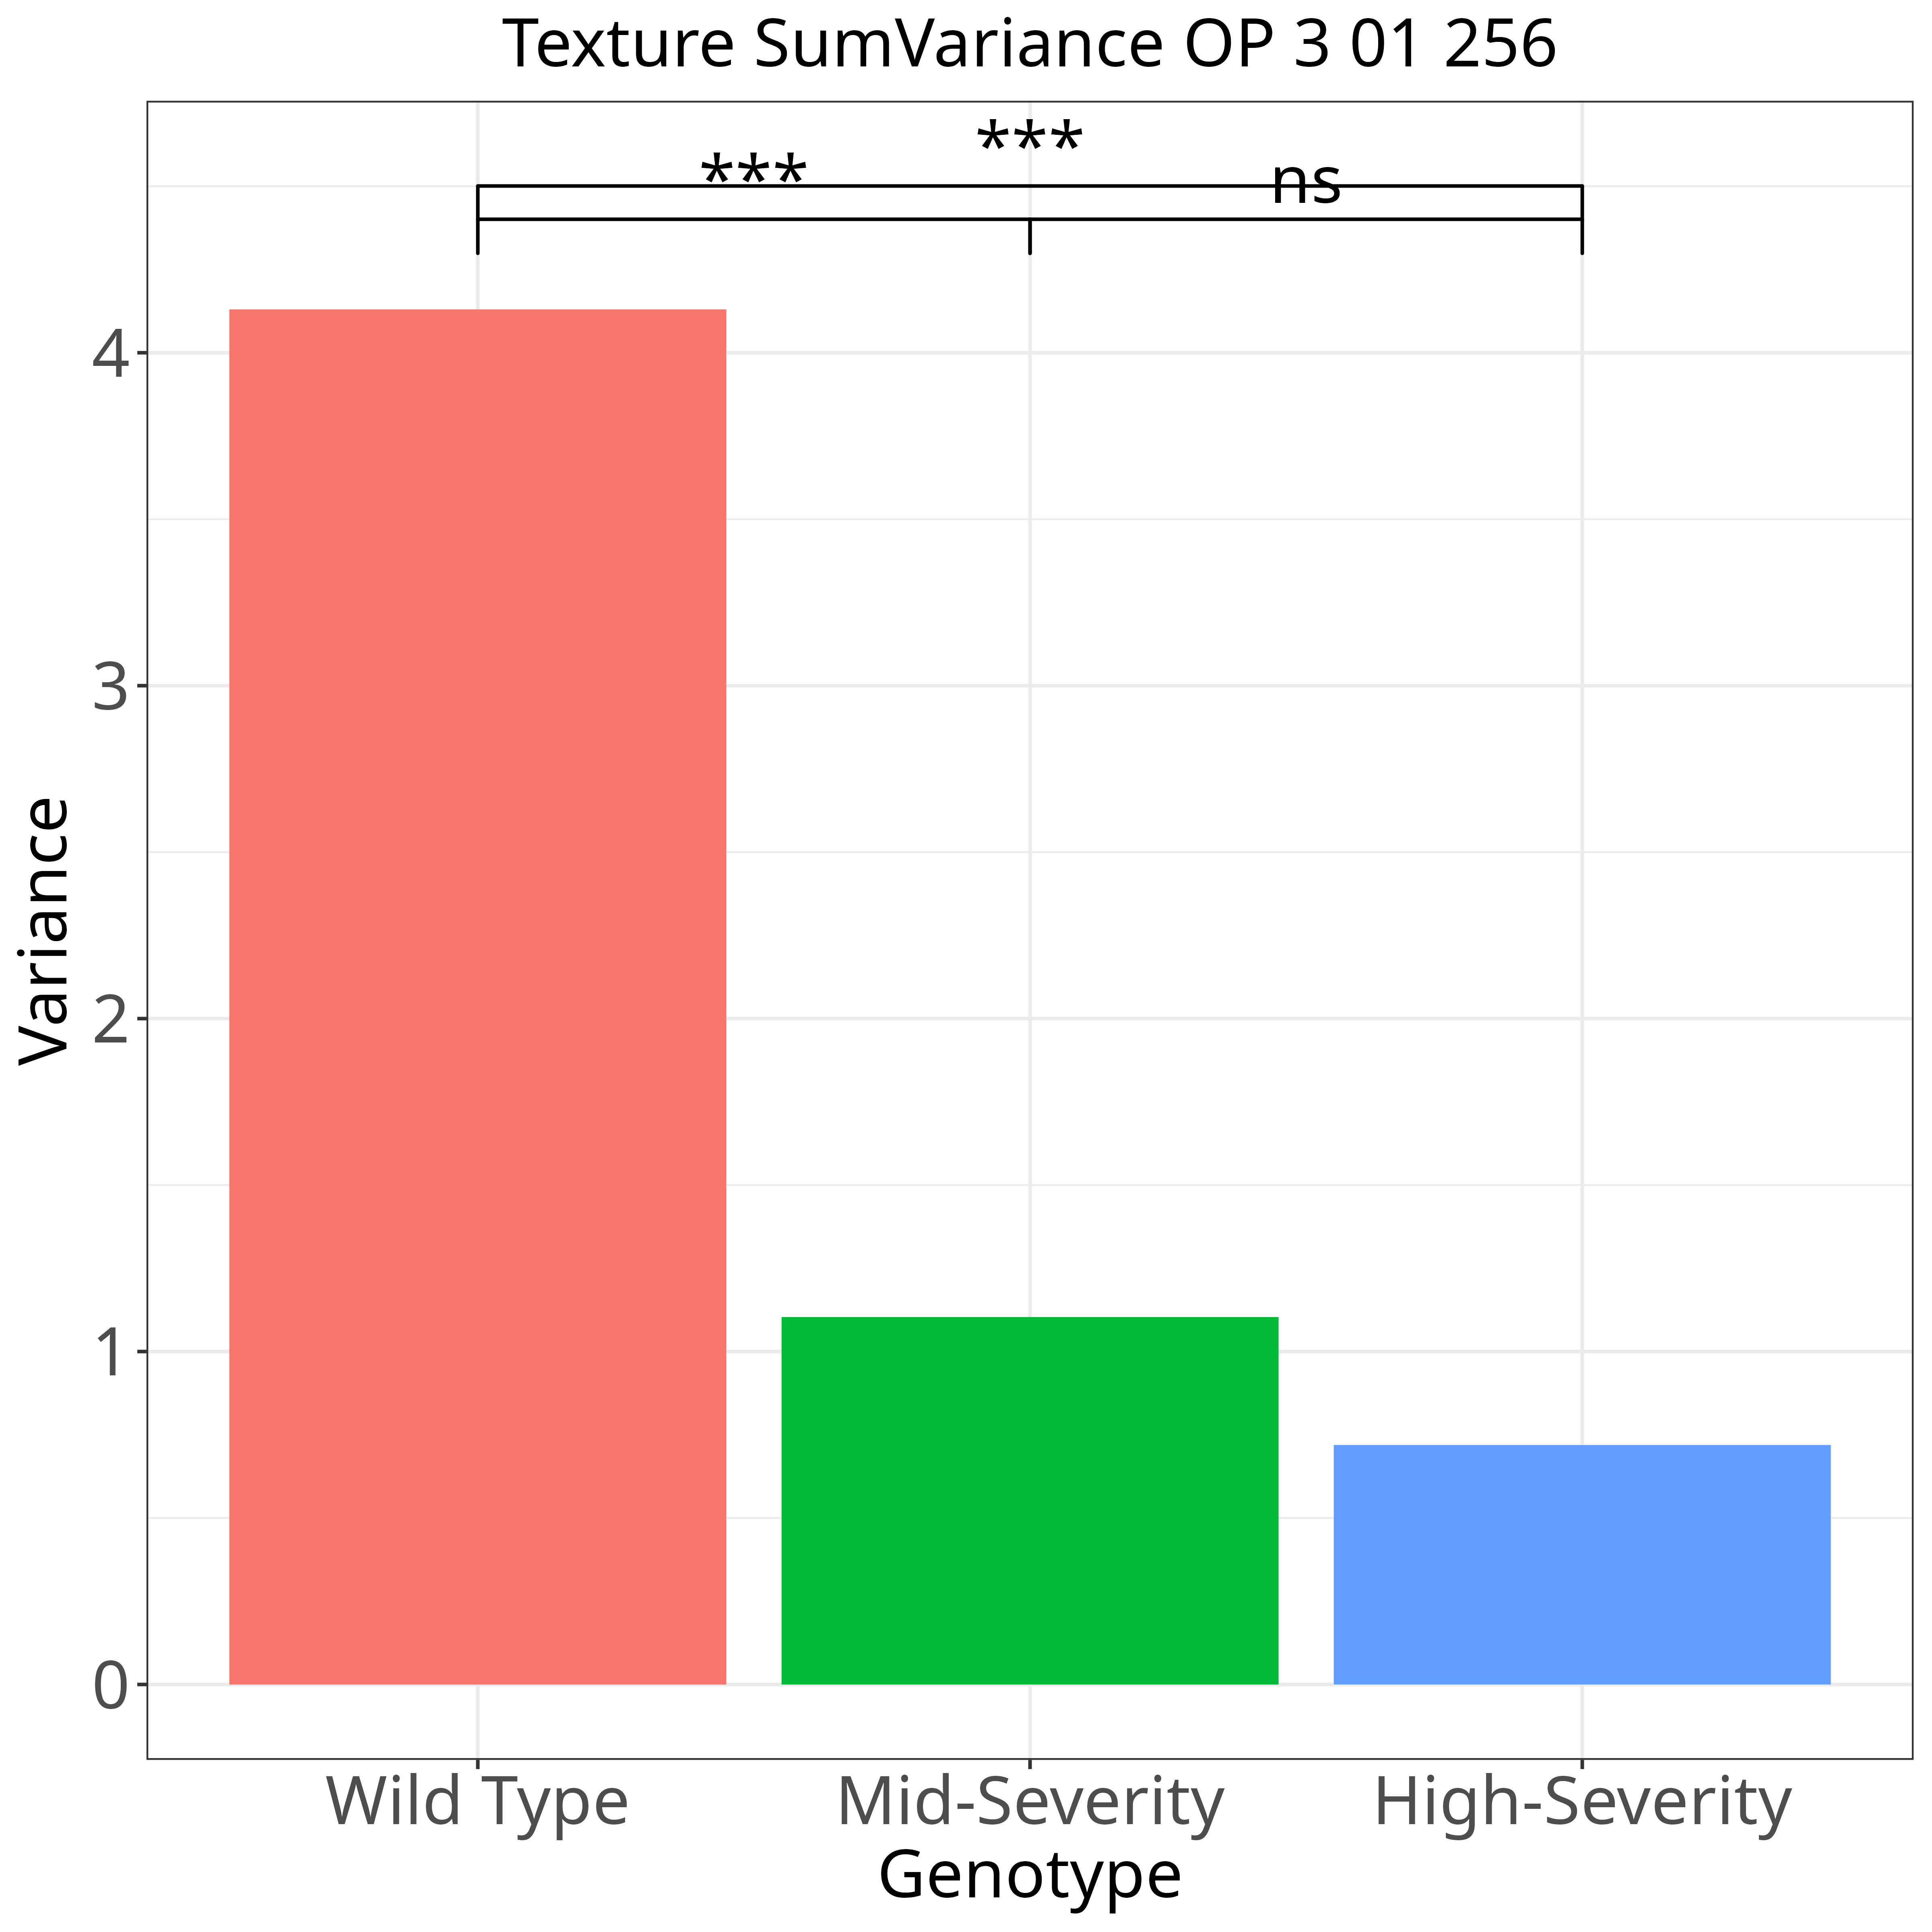 Texture SumVariance OP 3 01 256
***
***
ns
4
3
2
1
0
Variance
Wild Type
Mid-Severity
High-Severity
Genotype